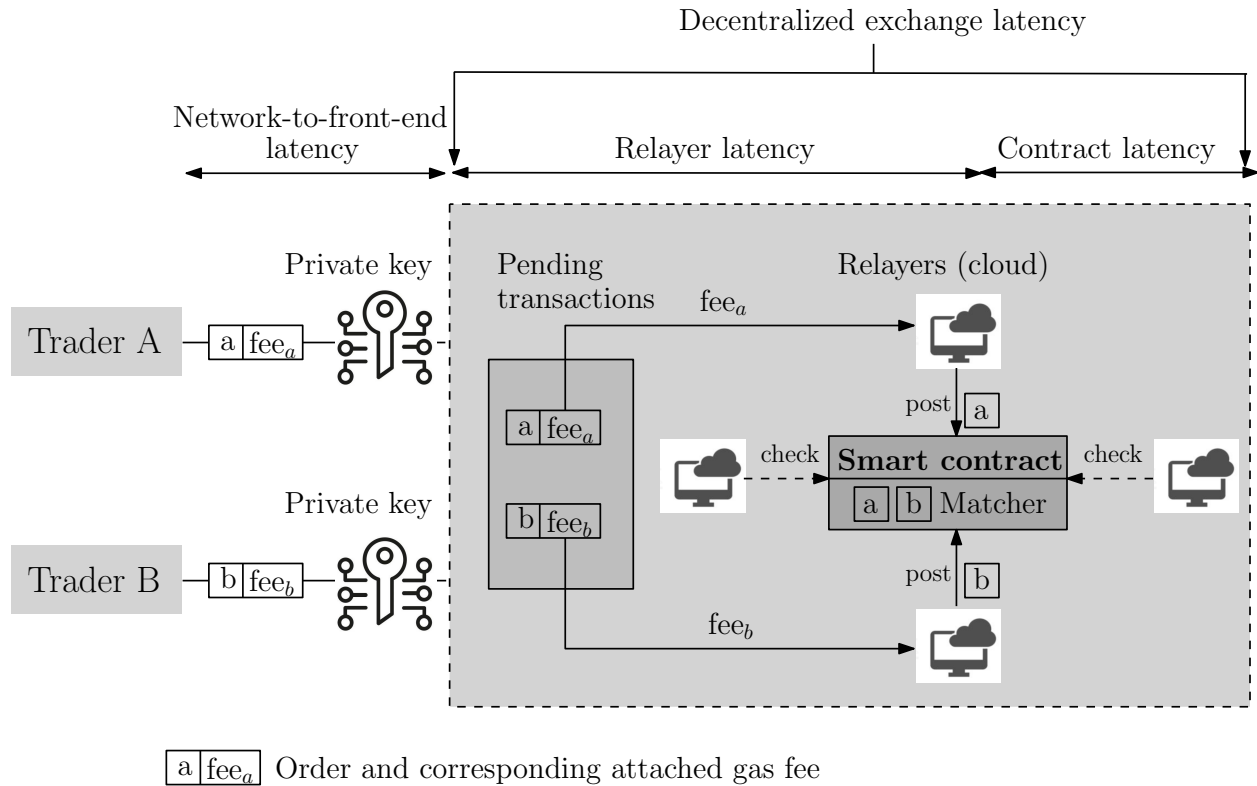 Decentralized exchange latency
Network-to-front-end
latency
Relayer latency
Contract latency
Private key
Pending
transactions
Relayers (cloud)
Trader A
a fee_a
fee_a
post a
a fee_a
check
Smart contract
check
a b Matcher
Private key
b fee_b
Trader B
b fee_b
post b
fee_b
a fee_a Order and corresponding attached gas fee